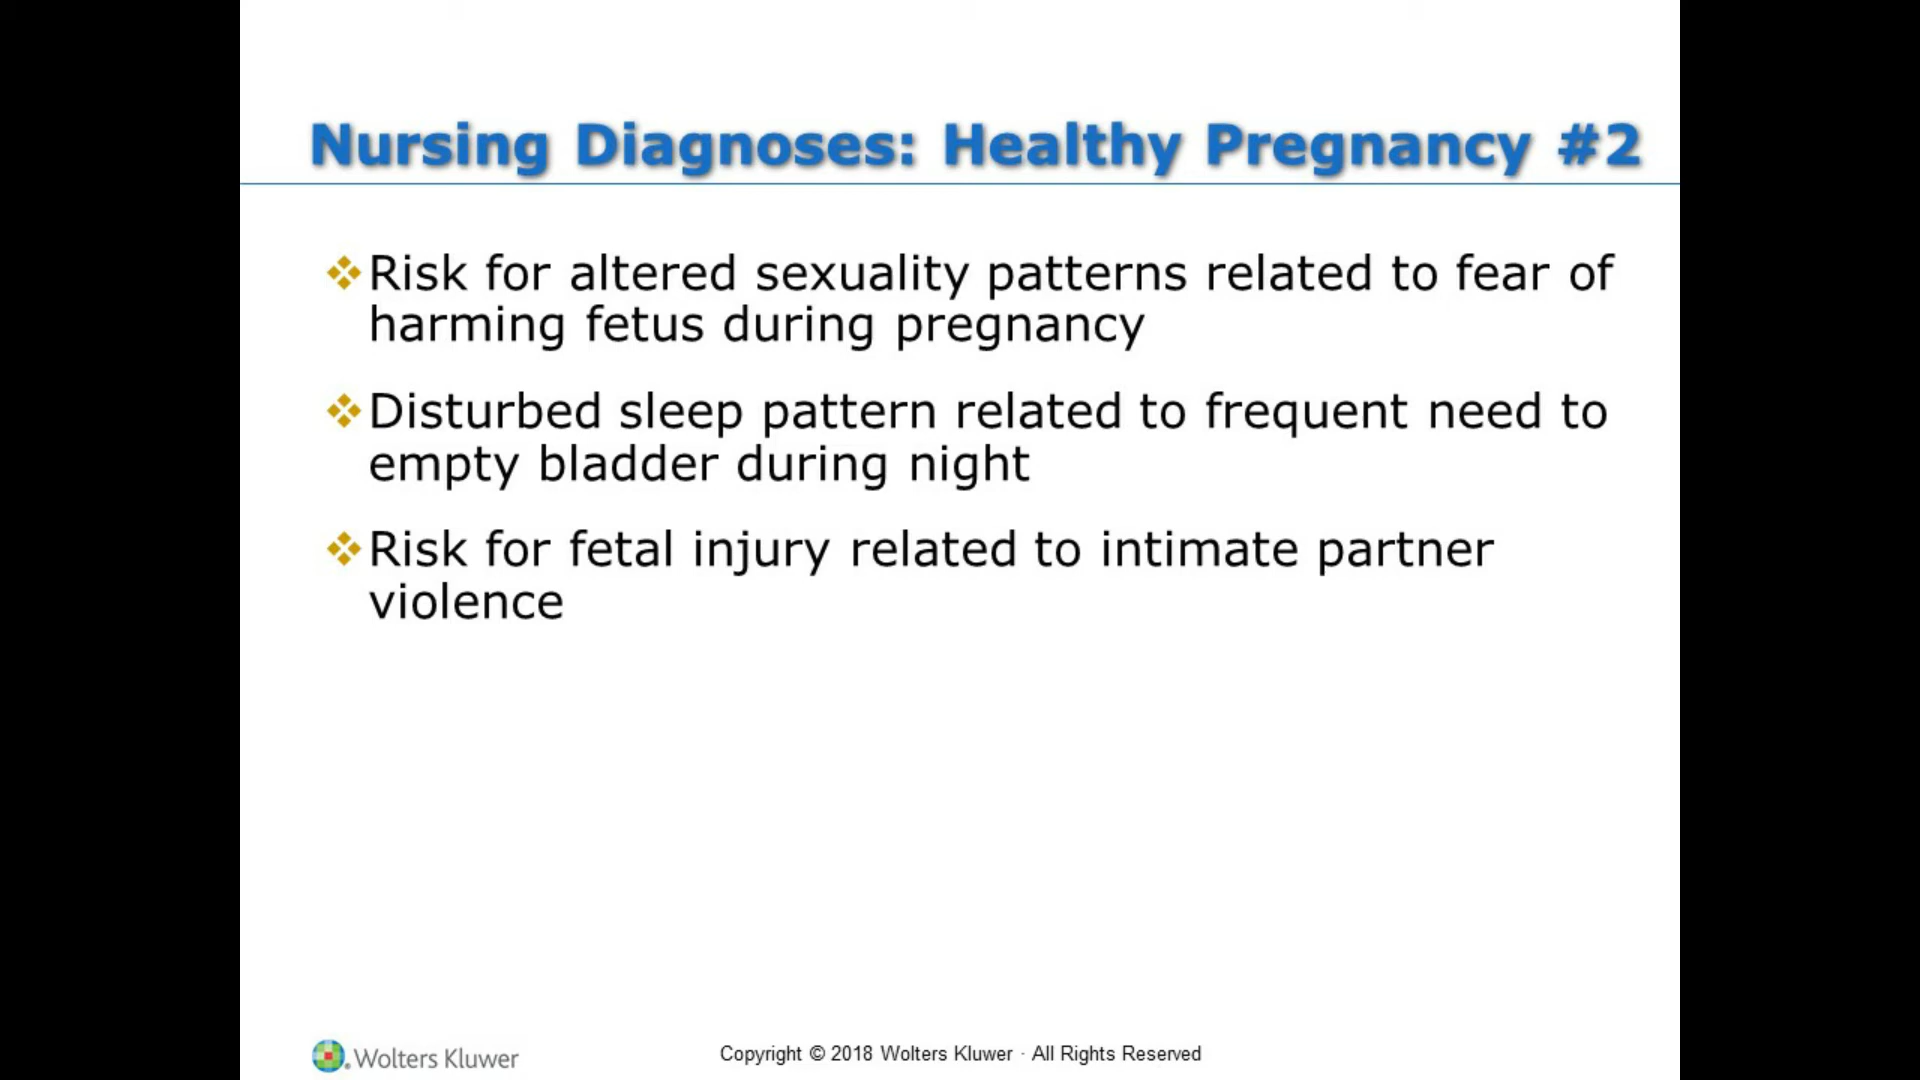 Nursing Diagnoses: Healthy Pregnancy #2
Risk for altered sexuality patterns related to fear of
harming fetus during pregnancy
Disturbed sleep pattern related to frequent need to
empty bladder during night
Risk for fetal injury related to intimate partner
violence
Wolters Kluwer
Copyright © 2018 Wolters Kluwer · All Rights Reserved